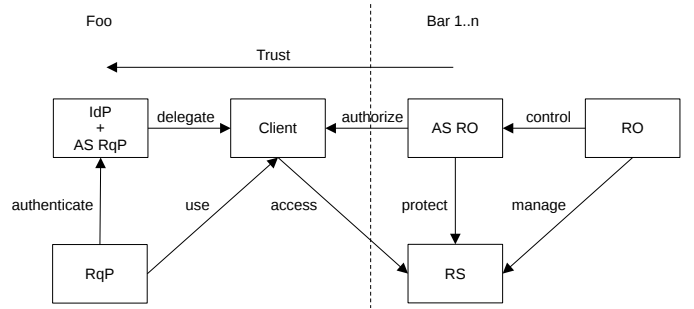 Foo
Bar 1..n
Trust
IdP
+
AS RqP
delegate
Client
authorize
AS RO
control
RO
authenticate
use
access
protect
manage
RqP
RS